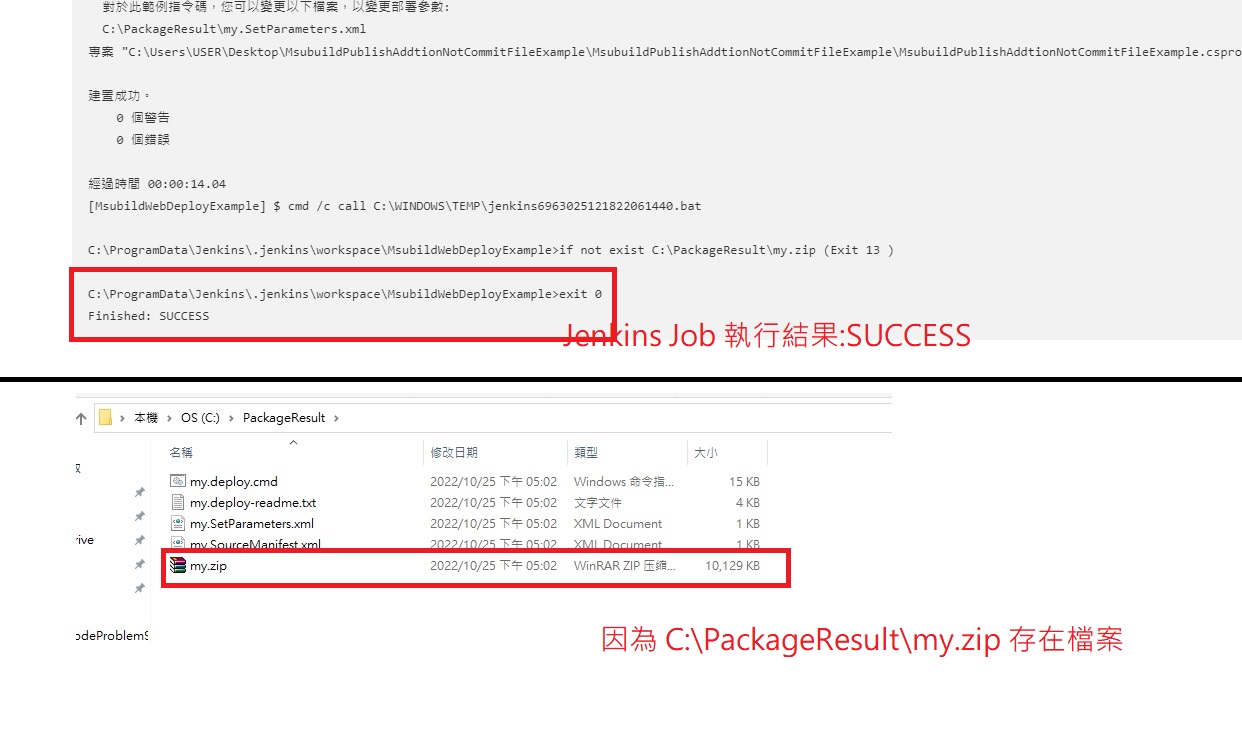 對於此範例指令碼，您可以變更以下檔案，以變更部署參數:
C:\PackageResult\my.SetParameters.xml
專案 "C:\Users\USER\Desktop\MsubuildPublishAddtionNotCommitFileExample\MsubuildPublishAddtionNotCommitFileExample\MsubuildPublishAddtionNotCommitFileExample.cspro
建置成功。
0 個警告
0 個錯誤
經過時間 00:00:14.04
[MsubildWebDeployExample] $ cmd /c call C:\WINDOWS\TEMP\jenkins6963025121822061440.bat
C:\ProgramData\Jenkins\.jenkins\workspace\MsubildWebDeployExample>if not exist C:\PackageResult\my.zip (Exit 13 )
C:\ProgramData\Jenkins\.jenkins\workspace\MsubildWebDeployExample>exit 0
Finished: SUCCESS
Jenkins Job 執行結果:SUCCESS
本機 › OS (C:) › PackageResult ›
名稱 修改日期 類型 大小
my.deploy.cmd 2022/10/25 下午 05:02 Windows 命令指... 15 KB
my.deploy-readme.txt 2022/10/25 下午 05:02 文字文件 4 KB
my.SetParameters.xml 2022/10/25 下午 05:02 XML Document 1 KB
my.SourceManifest.xml 2022/10/25 下午 05:02 XML Document 1 KB
rive
my.zip 2022/10/25 下午 05:02 WinRAR ZIP 压缩... 10,129 KB
odeProblemS
因為 C:\PackageResult\my.zip 存在檔案